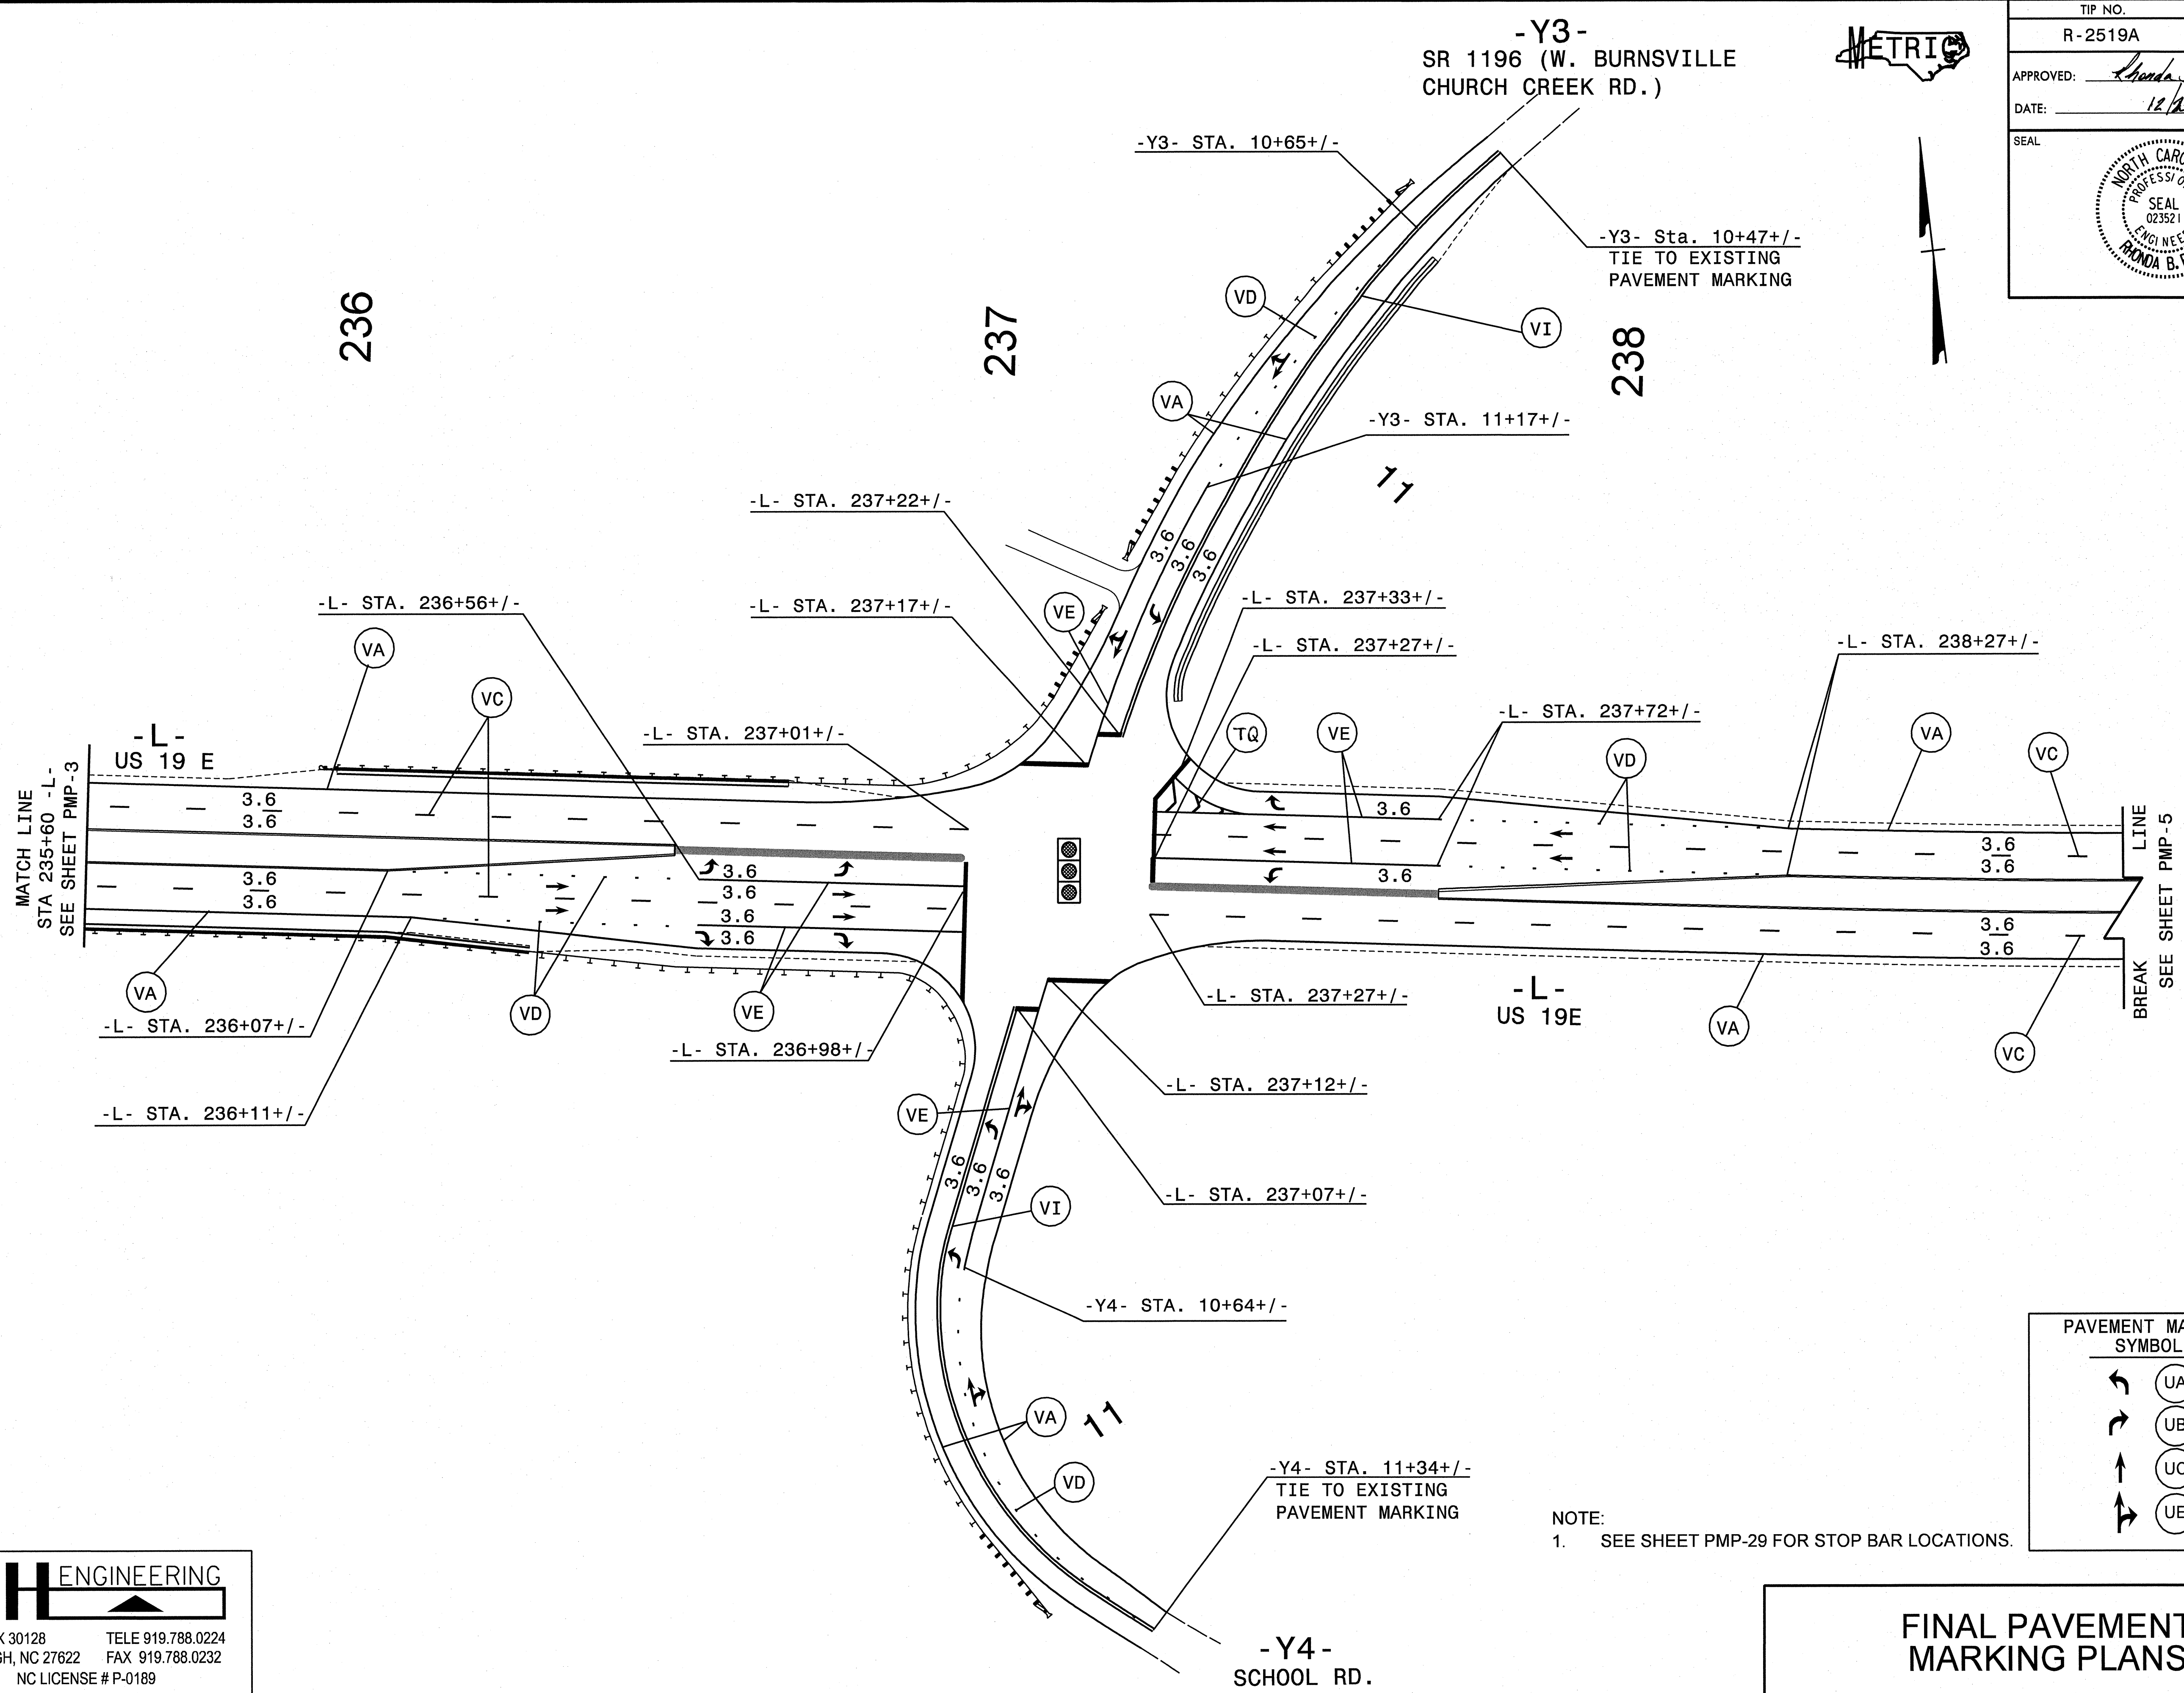 -Y3-
SR 1196 (W. BURNSVILLE
CHURCH CREEK RD.)
METRIC
TIP NO.
R-2519A
APPROVED: Rhonda
DATE: 12/2
SEAL
NORTH CARO
PROFESSIO
SEAL
023521
ENGINEE
RHONDA B.
-Y3- STA. 10+65+/-
-Y3- Sta. 10+47+/-
TIE TO EXISTING
PAVEMENT MARKING
236
237
238
VD
VI
VA
-Y3- STA. 11+17+/-
11
-L- STA. 237+22+/-
3.6
3.6
3.6
-L- STA. 236+56+/-
-L- STA. 237+17+/-
VE
-L- STA. 237+33+/-
-L- STA. 237+27+/-
-L- STA. 238+27+/-
VA
VC
-L- STA. 237+01+/-
TQ
VE
-L- STA. 237+72+/-
VD
VA
VC
-L-
US 19 E
MATCH LINE
STA 235+60 -L-
SEE SHEET PMP-3
3.6
3.6
3.6
3.6
3.6
3.6
3.6
3.6
3.6
3.6
3.6
3.6
3.6
3.6
BREAK LINE
SEE SHEET PMP-5
VA
VD
VE
-L- STA. 236+07+/-
-L- STA. 236+98+/-
-L- STA. 236+11+/-
-L- STA. 237+27+/-
-L-
US 19E
VA
VC
-L- STA. 237+12+/-
VE
3.6
3.6
3.6
-L- STA. 237+07+/-
VI
-Y4- STA. 10+64+/-
VA
11
VD
-Y4- STA. 11+34+/-
TIE TO EXISTING
PAVEMENT MARKING
-Y4-
SCHOOL RD.
NOTE:
1. SEE SHEET PMP-29 FOR STOP BAR LOCATIONS.
PAVEMENT MA
SYMBOL
UA
UB
UC
UE
FINAL PAVEMENT
MARKING PLANS
H ENGINEERING
X 30128 TELE 919.788.0224
GH, NC 27622 FAX 919.788.0232
NC LICENSE # P-0189